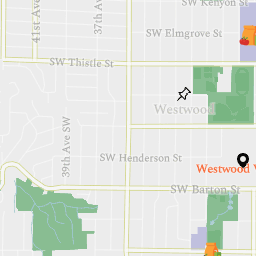 SW Kenyon St
41st Ave
37th Ave
SW Elmgrove St
SW Thistle St
Westwood
39th Ave SW
SW Henderson St
Westwood V
SW Barton St